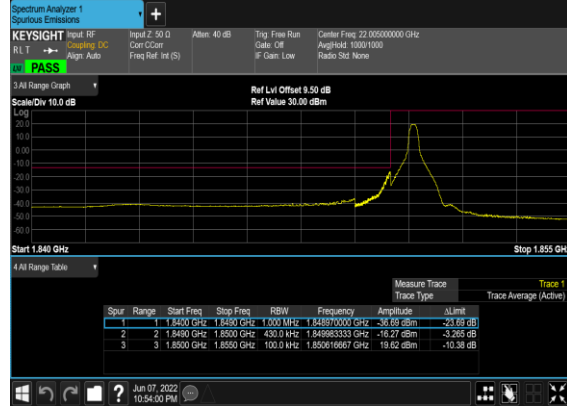 Spectrum Analyzer 1
Spurious Emissions
+
KEYSIGHT Input: RF Input Z: 50 Ω Atten: 40 dB Trig: Free Run Center Freq: 22.005000000 GHz
RLT Coupling: DC Corr CCorr Gate: Off Avg|Hold: 1000/1000
Align: Auto Freq Ref: Int (S) IF Gain: Low Radio Std: None
LW PASS
3 All Range Graph
Ref Lvl Offset 9.50 dB
Scale/Div 10.0 dB Ref Value 30.00 dBm
Log
20.0
10.0
0.00
-10.0
-20.0
-30.0
-40.0
-50.0
-60.0
Start 1.840 GHz Stop 1.855 GHz
4 All Range Table
Measure Trace Trace 1
Trace Type Trace Average (Active)
Spur Range Start Freq Stop Freq RBW Frequency Amplitude ΔLimit
1 1 1.8400 GHz 1.8490 GHz 1.000 MHz 1.848970000 GHz -36.69 dBm -23.69 dB
2 2 1.8490 GHz 1.8500 GHz 430.0 kHz 1.849983333 GHz -16.27 dBm -3.265 dB
3 3 1.8500 GHz 1.8550 GHz 100.0 kHz 1.850616667 GHz 19.62 dBm -10.38 dB
? Jun 07, 2022
10:54:00 PM